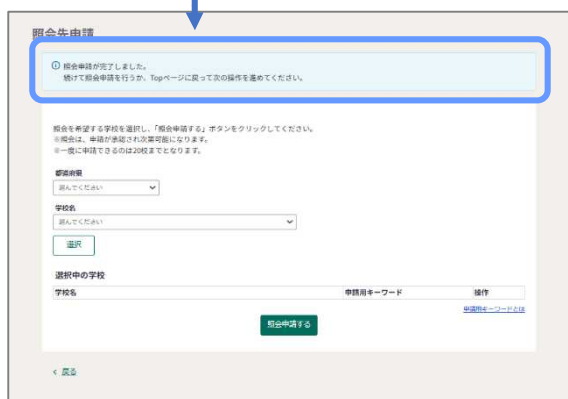 照会先申請
照会申請が完了しました。
続けて照会申請を行うか、Topページに戻って次の操作を進めてください。
照会を希望する学校を選択し、「照会申請する」ボタンをクリックしてください。
※照会は、申請が承認され次第可能になります。
※一度に申請できるのは20校までとなります。
都道府県
選んでください
学校名
選んでください
選択
選択中の学校
学校名 申請用キーワード 操作
申請用キーワードとは
照会申請する
< 戻る